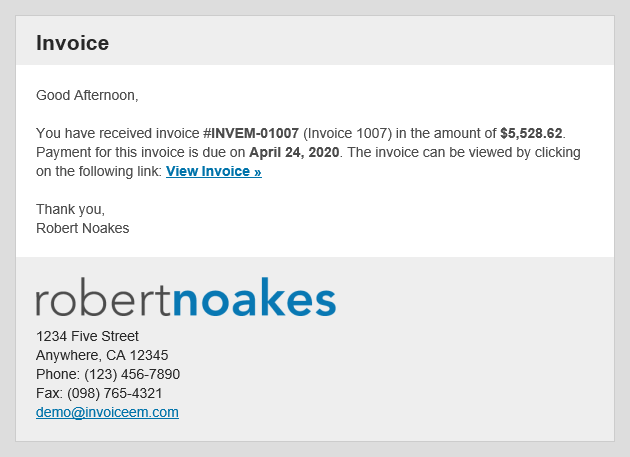 Invoice
Good Afternoon,
You have received invoice #INVEM-01007 (Invoice 1007) in the amount of $5,528.62.
Payment for this invoice is due on April 24, 2020. The invoice can be viewed by clicking
on the following link: View Invoice »
Thank you,
Robert Noakes
robertnoakes
1234 Five Street
Anywhere, CA 12345
Phone: (123) 456-7890
Fax: (098) 765-4321
demo@invoiceem.com